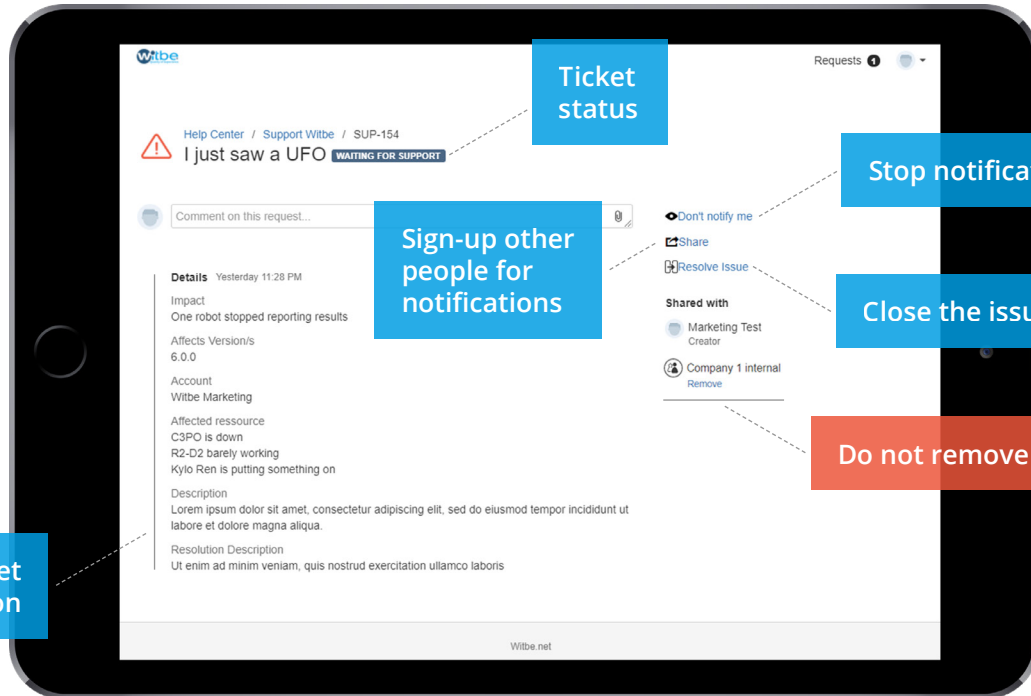 Witbe
Requests 1
Ticket
status
Help Center / Support Witbe / SUP-154
I just saw a UFO WAITING FOR SUPPORT
Stop notifica
Comment on this request...
Don't notify me
Share
Resolve Issue
Sign-up other
people for
notifications
Details Yesterday 11:28 PM
Impact
One robot stopped reporting results
Affects Version/s
6.0.0
Account
Witbe Marketing
Affected ressource
C3PO is down
R2-D2 barely working
Kylo Ren is putting something on
Description
Lorem ipsum dolor sit amet, consectetur adipiscing elit, sed do eiusmod tempor incididunt ut
labore et dolore magna aliqua.
Resolution Description
Ut enim ad minim veniam, quis nostrud exercitation ullamco laboris
Shared with
Marketing Test
Creator
Company 1 internal
Remove
Close the issu
Do not remove
et
on
Witbe.net